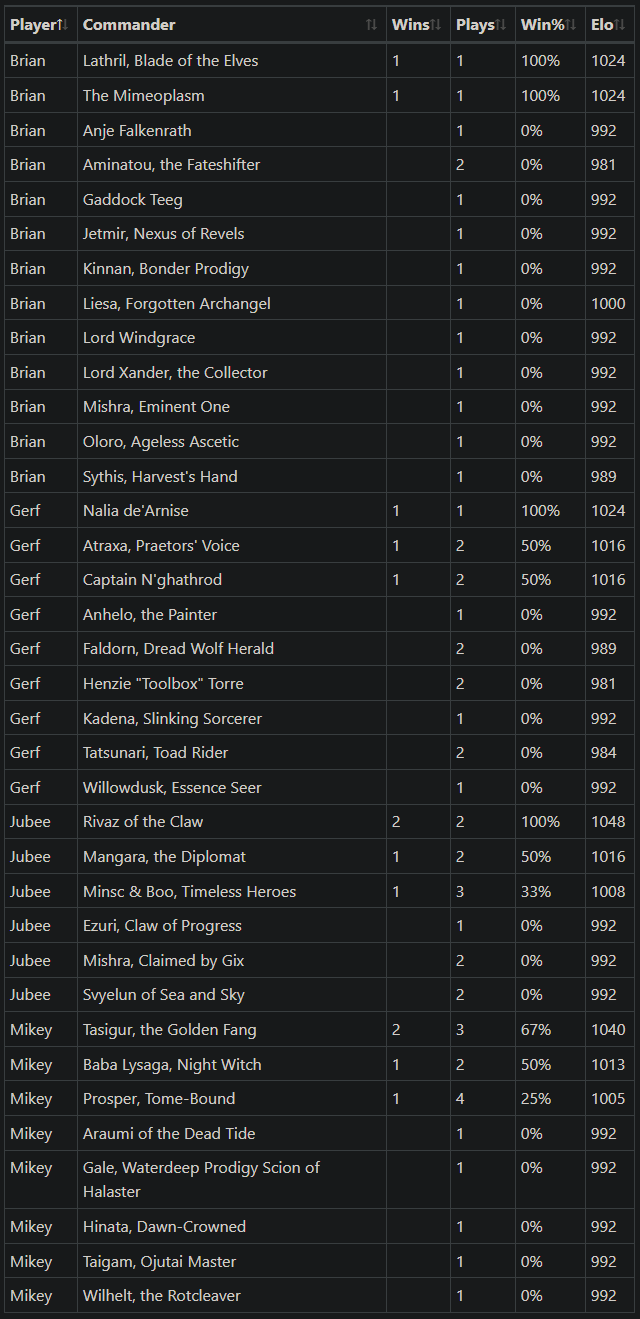 Player Commander Wins Plays Win% Elo
Brian Lathril, Blade of the Elves 1 1 100% 1024
Brian The Mimeoplasm 1 1 100% 1024
Brian Anje Falkenrath 1 0% 992
Brian Aminatou, the Fateshifter 2 0% 981
Brian Gaddock Teeg 1 0% 992
Brian Jetmir, Nexus of Revels 1 0% 992
Brian Kinnan, Bonder Prodigy 1 0% 992
Brian Liesa, Forgotten Archangel 1 0% 1000
Brian Lord Windgrace 1 0% 992
Brian Lord Xander, the Collector 1 0% 992
Brian Mishra, Eminent One 1 0% 992
Brian Oloro, Ageless Ascetic 1 0% 992
Brian Sythis, Harvest's Hand 1 0% 989
Gerf Nalia de'Arnise 1 1 100% 1024
Gerf Atraxa, Praetors' Voice 1 2 50% 1016
Gerf Captain N'ghathrod 1 2 50% 1016
Gerf Anhelo, the Painter 1 0% 992
Gerf Faldorn, Dread Wolf Herald 2 0% 989
Gerf Henzie "Toolbox" Torre 2 0% 981
Gerf Kadena, Slinking Sorcerer 1 0% 992
Gerf Tatsunari, Toad Rider 2 0% 984
Gerf Willowdusk, Essence Seer 1 0% 992
Jubee Rivaz of the Claw 2 2 100% 1048
Jubee Mangara, the Diplomat 1 2 50% 1016
Jubee Minsc & Boo, Timeless Heroes 1 3 33% 1008
Jubee Ezuri, Claw of Progress 1 0% 992
Jubee Mishra, Claimed by Gix 2 0% 992
Jubee Svyelun of Sea and Sky 2 0% 992
Mikey Tasigur, the Golden Fang 2 3 67% 1040
Mikey Baba Lysaga, Night Witch 1 2 50% 1013
Mikey Prosper, Tome-Bound 1 4 25% 1005
Mikey Araumi of the Dead Tide 1 0% 992
Mikey Gale, Waterdeep Prodigy Scion of 1 0% 992
Halaster
Mikey Hinata, Dawn-Crowned 1 0% 992
Mikey Taigam, Ojutai Master 1 0% 992
Mikey Wilhelt, the Rotcleaver 1 0% 992